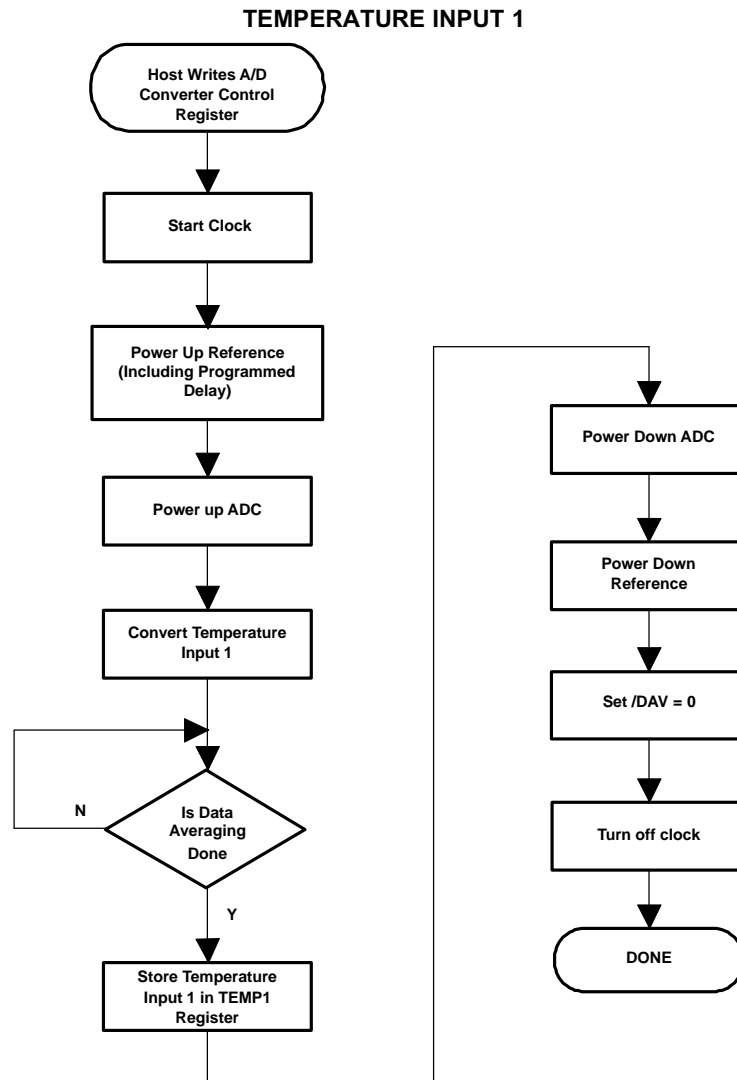 TEMPERATURE INPUT 1
Host Writes A/D
Converter Control
Register
Start Clock
Power Up Reference
(Including Programmed
Delay)
Power up ADC
Convert Temperature
Input 1
N
Is Data
Averaging
Done
Y
Store Temperature
Input 1 in TEMP1
Register
Power Down ADC
Power Down
Reference
Set /DAV = 0
Turn off clock
DONE